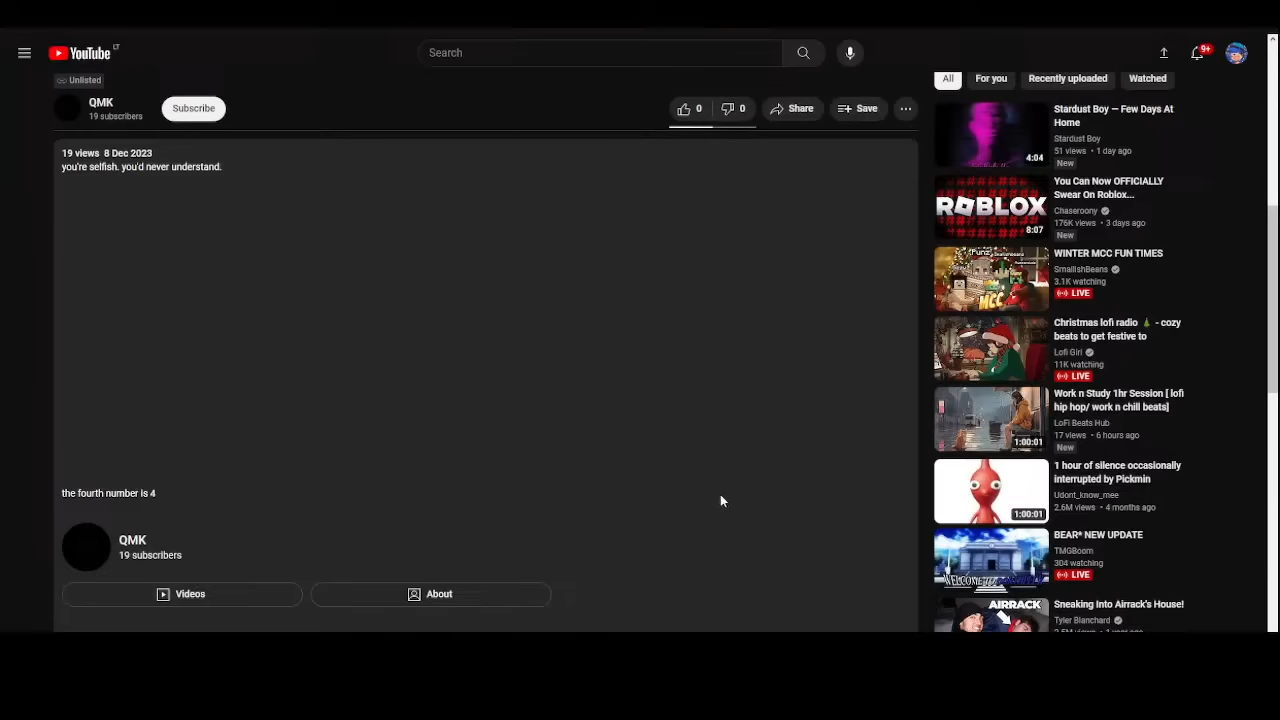 YouTube LT
Search
9+
Unlisted
QMK
19 subscribers
Subscribe
0
0
Share
Save
19 views 8 Dec 2023
you're selfish. you'd never understand.
the fourth number is 4
QMK
19 subscribers
Videos
About
All
For you
Recently uploaded
Watched
4:04
Stardust Boy — Few Days At
Home
Stardust Boy
51 views • 1 day ago
New
ROBLOX
8:07
You Can Now OFFICIALLY
Swear On Roblox...
Chaseroony
176K views • 3 days ago
New
MCC
WINTER MCC FUN TIMES
SmallishBeans
3.1K watching
LIVE
Christmas lofi radio 🎄 - cozy
beats to get festive to
Lofi Girl
11K watching
LIVE
1:00:01
Work n Study 1hr Session [ lofi
hip hop/ work n chill beats]
LoFi Beats Hub
17 views • 6 hours ago
New
1:00:01
1 hour of silence occasionally
interrupted by Pickmin
Udont_know_mee
2.6M views • 4 months ago
BEAR* NEW UPDATE
TMGBoom
304 watching
LIVE
AIRRACK
Sneaking Into Airrack's House!
Tyler Blanchard